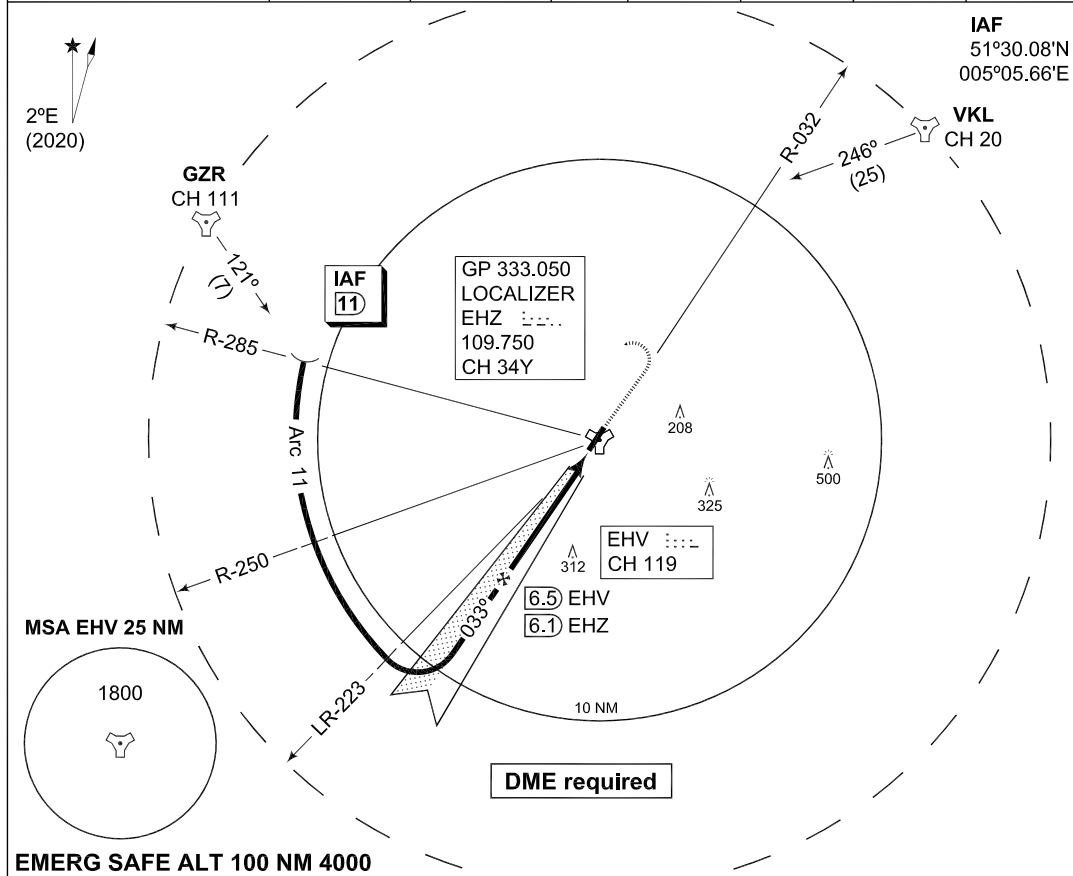 IAF
51º30.08'N
005º05.66'E
2ºE
(2020)
VKL
CH 20
246º
(25)
R-032
GZR
CH 111
121º
(7)
IAF
11
GP 333.050
LOCALIZER
EHZ
109.750
CH 34Y
R-285
Arc 11
208
500
325
R-250
312
EHV
CH 119
033º
6.5 EHV
6.1 EHZ
LR-223
MSA EHV 25 NM
1800
10 NM
DME required
EMERG SAFE ALT 100 NM 4000